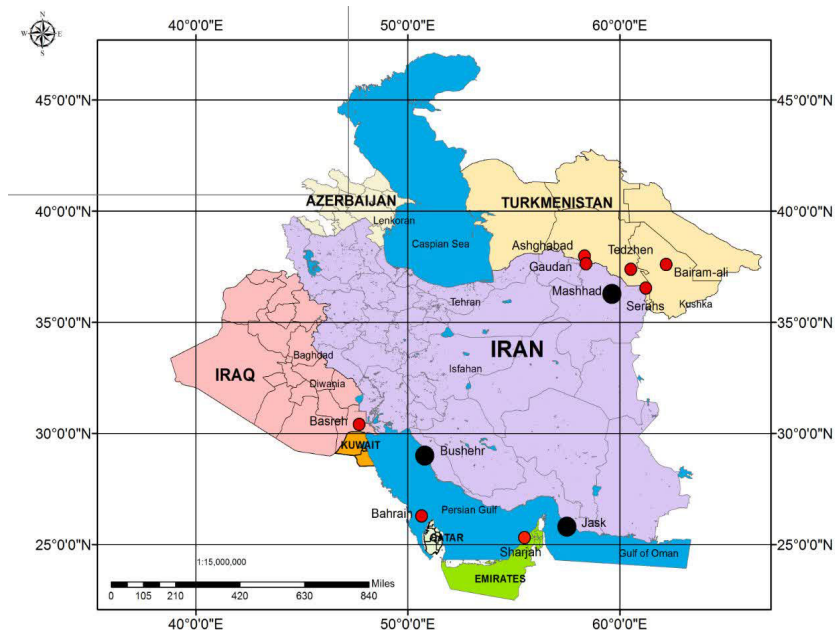 N
W E
S
40°0'0"E 50°0'0"E 60°0'0"E
45°0'0"N 45°0'0"N
40°0'0"N 40°0'0"N
35°0'0"N 35°0'0"N
30°0'0"N 30°0'0"N
25°0'0"N 25°0'0"N
AZERBAIJAN
TURKMENISTAN
Lenkoran
Caspian Sea
Ashghabad
Tedzhen
Gaudan
Bairam-ali
Mashhad
Serahs
Kushka
Tehran
IRAN
Baghdad
Isfahan
IRAQ
Diwania
Basreh
KUWAIT
Bushehr
Bahrain
Persian Gulf
Jask
QATAR
Sharjah
Gulf of Oman
EMIRATES
1:15,000,000
Miles
0 105 210 420 630 840
40°0'0"E 50°0'0"E 60°0'0"E